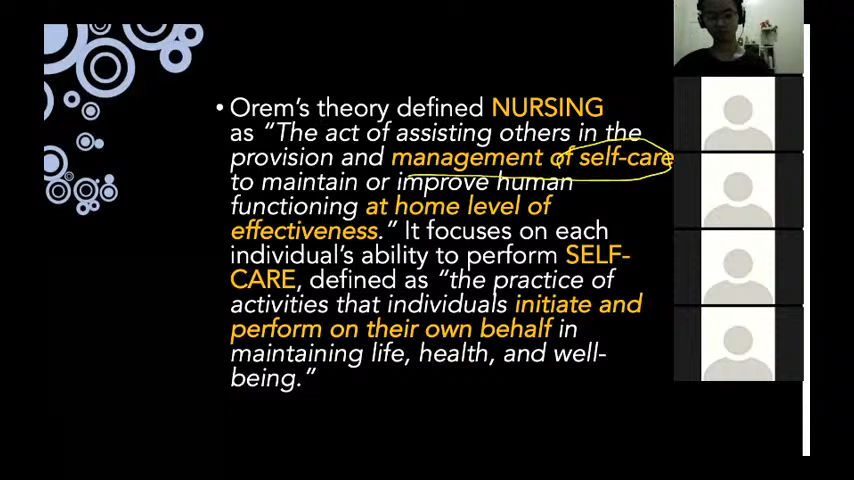 • Orem's theory defined NURSING
as "The act of assisting others in the
provision and management of self-care
to maintain or improve human
functioning at home level of
effectiveness." It focuses on each
individual's ability to perform SELF-
CARE, defined as "the practice of
activities that individuals initiate and
perform on their own behalf in
maintaining life, health, and well-
being."